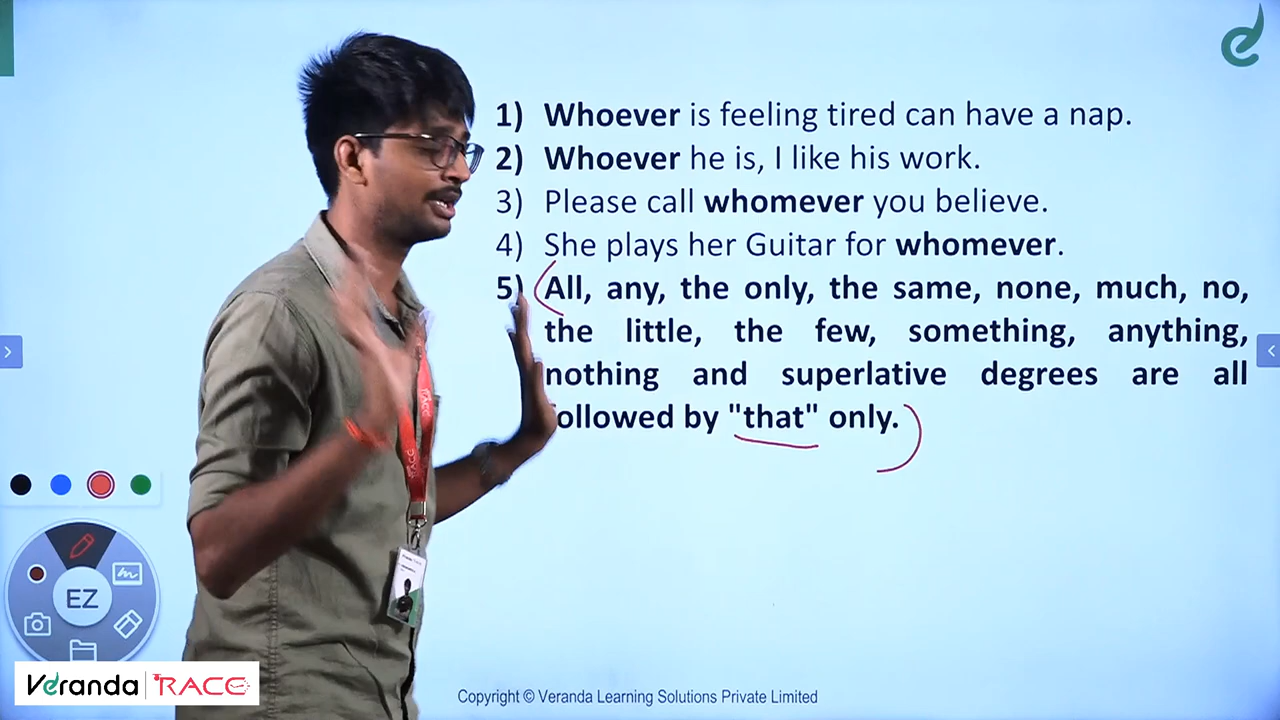 1) Whoever is feeling tired can have a nap.
2) Whoever he is, I like his work.
3) Please call whomever you believe.
4) She plays her Guitar for whomever.
5) All, any, the only, the same, none, much, no,
the little, the few, something, anything,
nothing and superlative degrees are all
ollowed by "that" only.
EZ
Veranda RACE
RACE
Copyright © Veranda Learning Solutions Private Limited